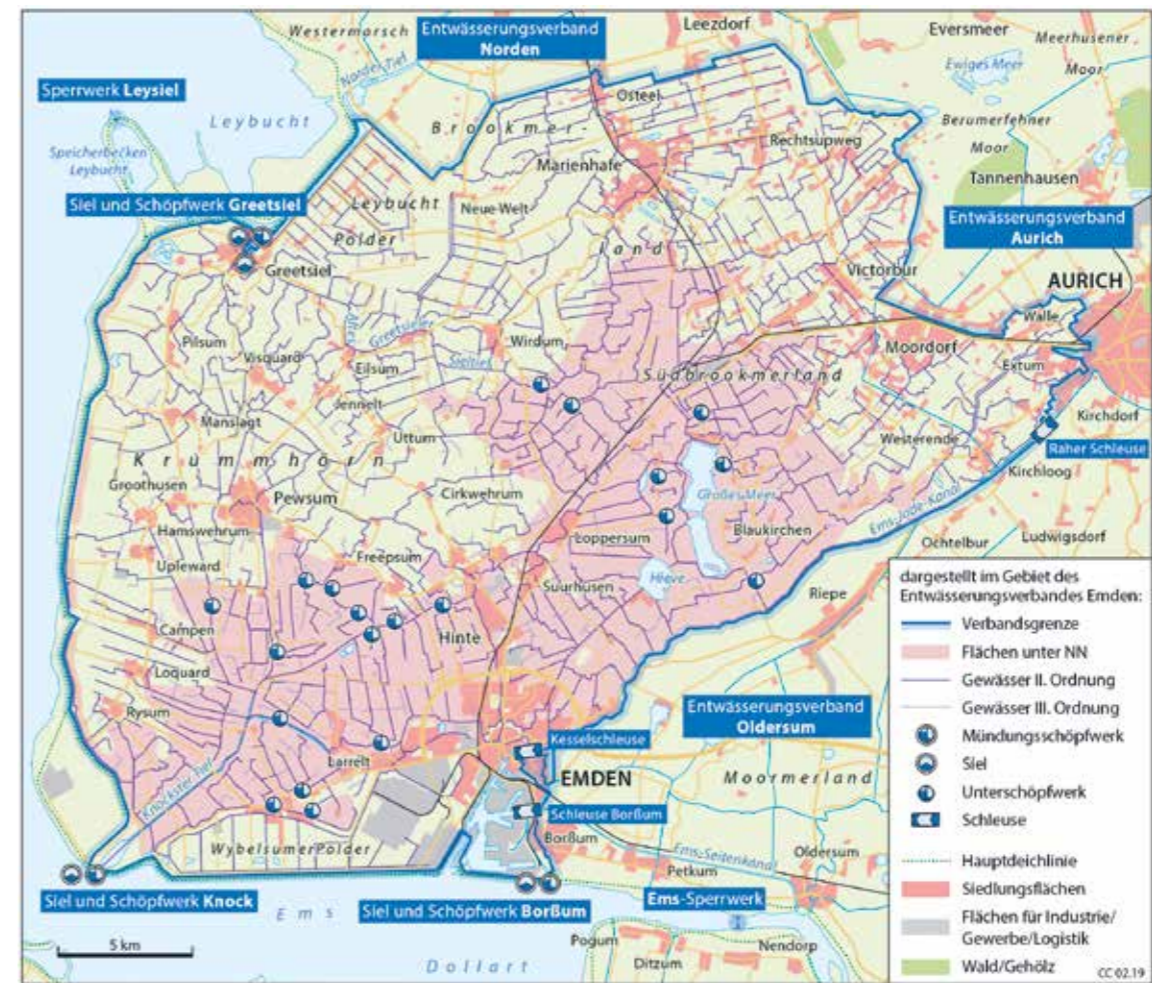 Westermarsch
Entwässerungsverband
Norden
Leezdorf
Eversmeer
Meerhusener
Moor
Ewiges Meer
Norder Tief
Sperrwerk Leysiel
Leybucht
Osteel
Brookmer-
Berumerfehner
Moor
Rechtsupweg
Speicherbecken
Leybucht
Marienhafe
Tannenhausen
Siel und Schöpfwerk Greetsiel
Leybucht
Polder
Neue Welt
Entwässerungsverband
Aurich
land
Greetsiel
Victorbur
AURICH
Walle
Altes
Greetsieler
Sieltief
Pilsum
Visquard
Wirdum
Moordorf
Eilsum
Extum
Südbrookmerland
Jennelt
Kirchdorf
Manslagt
Uttum
Westerende
Raher Schleuse
Krummhörn
Kirchloog
Groothusen
Pewsum
Cirkwehrum
Großes Meer
Ems-Jade-Kanal
Hamswehrum
Loppersum
Blaukirchen
Ochtelbur
Ludwigsdorf
Upleward
Freepsum
Suurhusen
Hieve
Riepe
Campen
Hinte
Loquard
Rysum
Entwässerungsverband
Oldersum
Kesselschleuse
Larrelt
EMDEN
Moormerland
Knockster Tief
Schleuse Borßum
Borßum
Wybelsumer Polder
Ems-Seitenkanal
Oldersum
Petkum
Siel und Schöpfwerk Knock
Ems
Siel und Schöpfwerk Borßum
Ems-Sperrwerk
5 km
Pogum
Ditzum
Nendorp
Dollart
dargestellt im Gebiet des
Entwässerungsverbandes Emden:
Verbandsgrenze
Flächen unter NN
Gewässer II. Ordnung
Gewässer III. Ordnung
Mündungsschöpfwerk
Siel
Unterschöpfwerk
Schleuse
Hauptdeichlinie
Siedlungsflächen
Flächen für Industrie/
Gewerbe/Logistik
Wald/Gehölz
CC 02.19